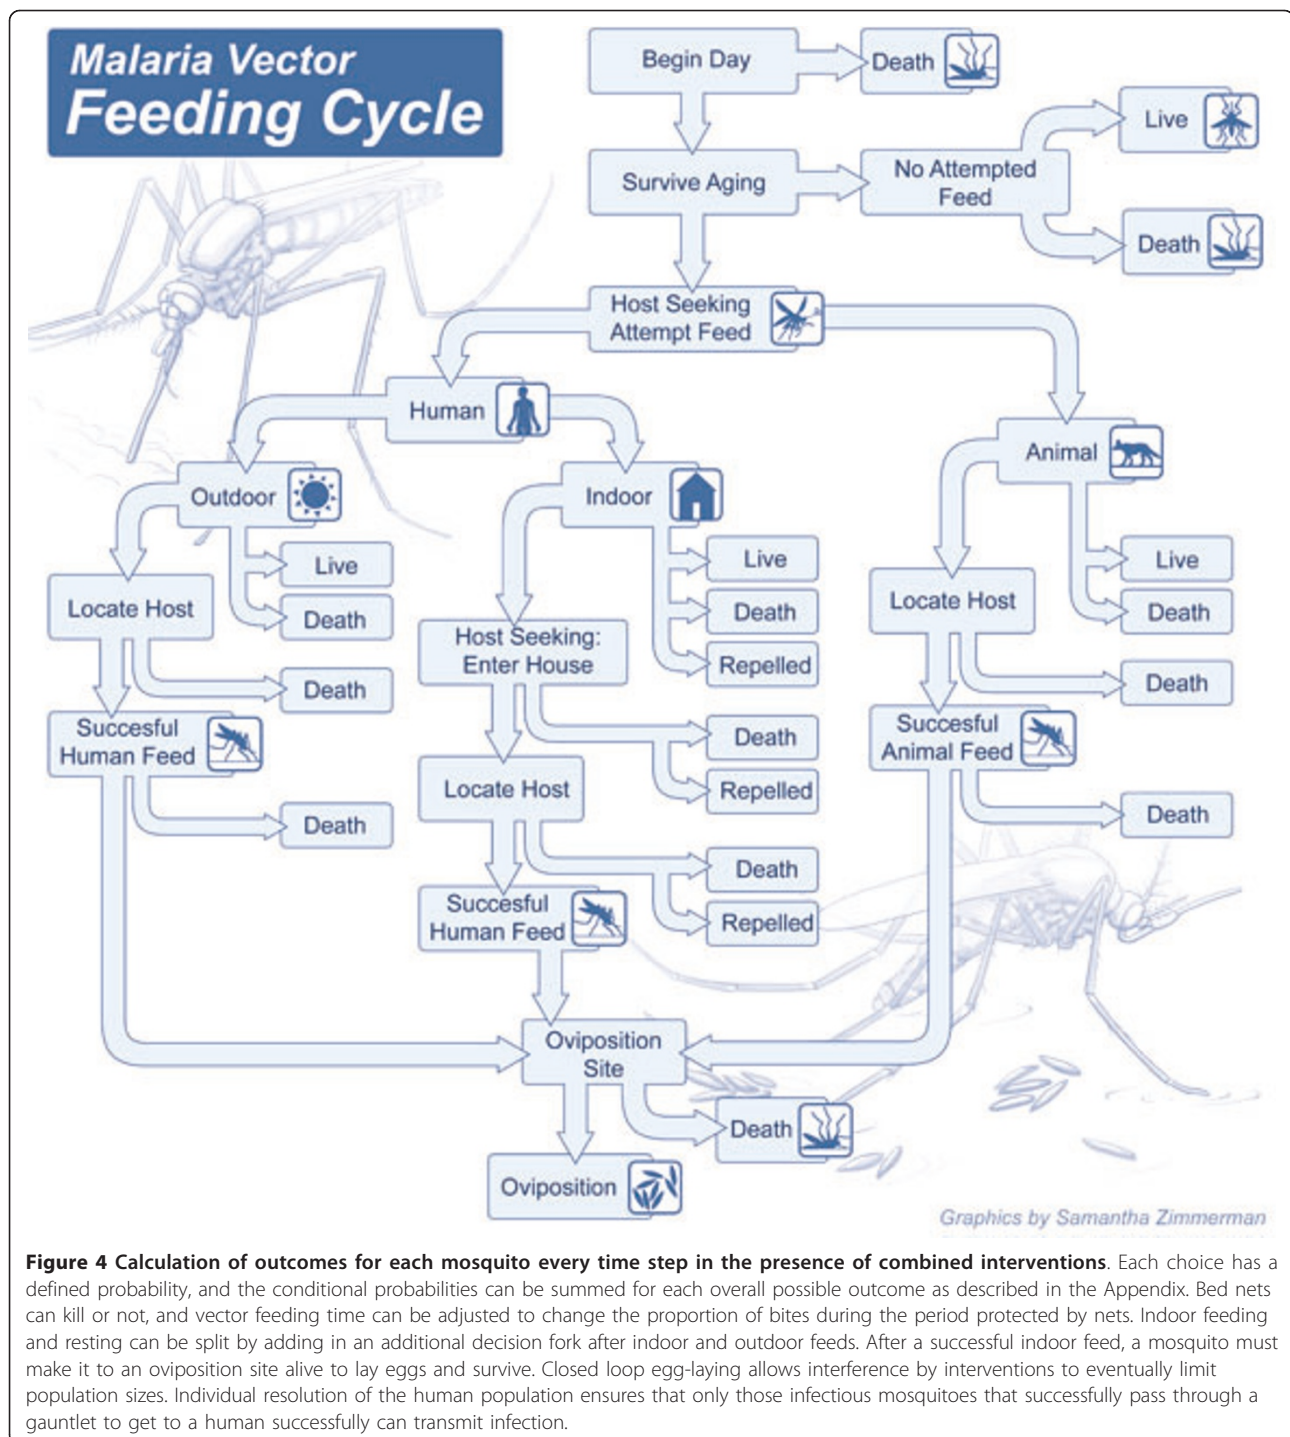 Malaria Vector
Feeding Cycle
Begin Day
Death
Live
Survive Aging
No Attempted
Feed
Death
Host Seeking
Attempt Feed
Human
Animal
Outdoor
Indoor
Live
Death
Locate Host
Death
Succesful
Human Feed
Death
Live
Death
Repelled
Host Seeking:
Enter House
Death
Repelled
Locate Host
Death
Repelled
Succesful
Human Feed
Live
Death
Locate Host
Death
Succesful
Animal Feed
Death
Oviposition
Site
Death
Oviposition
Graphics by Samantha Zimmerman
Figure 4 Calculation of outcomes for each mosquito every time step in the presence of combined interventions. Each choice has a
defined probability, and the conditional probabilities can be summed for each overall possible outcome as described in the Appendix. Bed nets
can kill or not, and vector feeding time can be adjusted to change the proportion of bites during the period protected by nets. Indoor feeding
and resting can be split by adding in an additional decision fork after indoor and outdoor feeds. After a successful indoor feed, a mosquito must
make it to an oviposition site alive to lay eggs and survive. Closed loop egg-laying allows interference by interventions to eventually limit
population sizes. Individual resolution of the human population ensures that only those infectious mosquitoes that successfully pass through a
gauntlet to get to a human successfully can transmit infection.